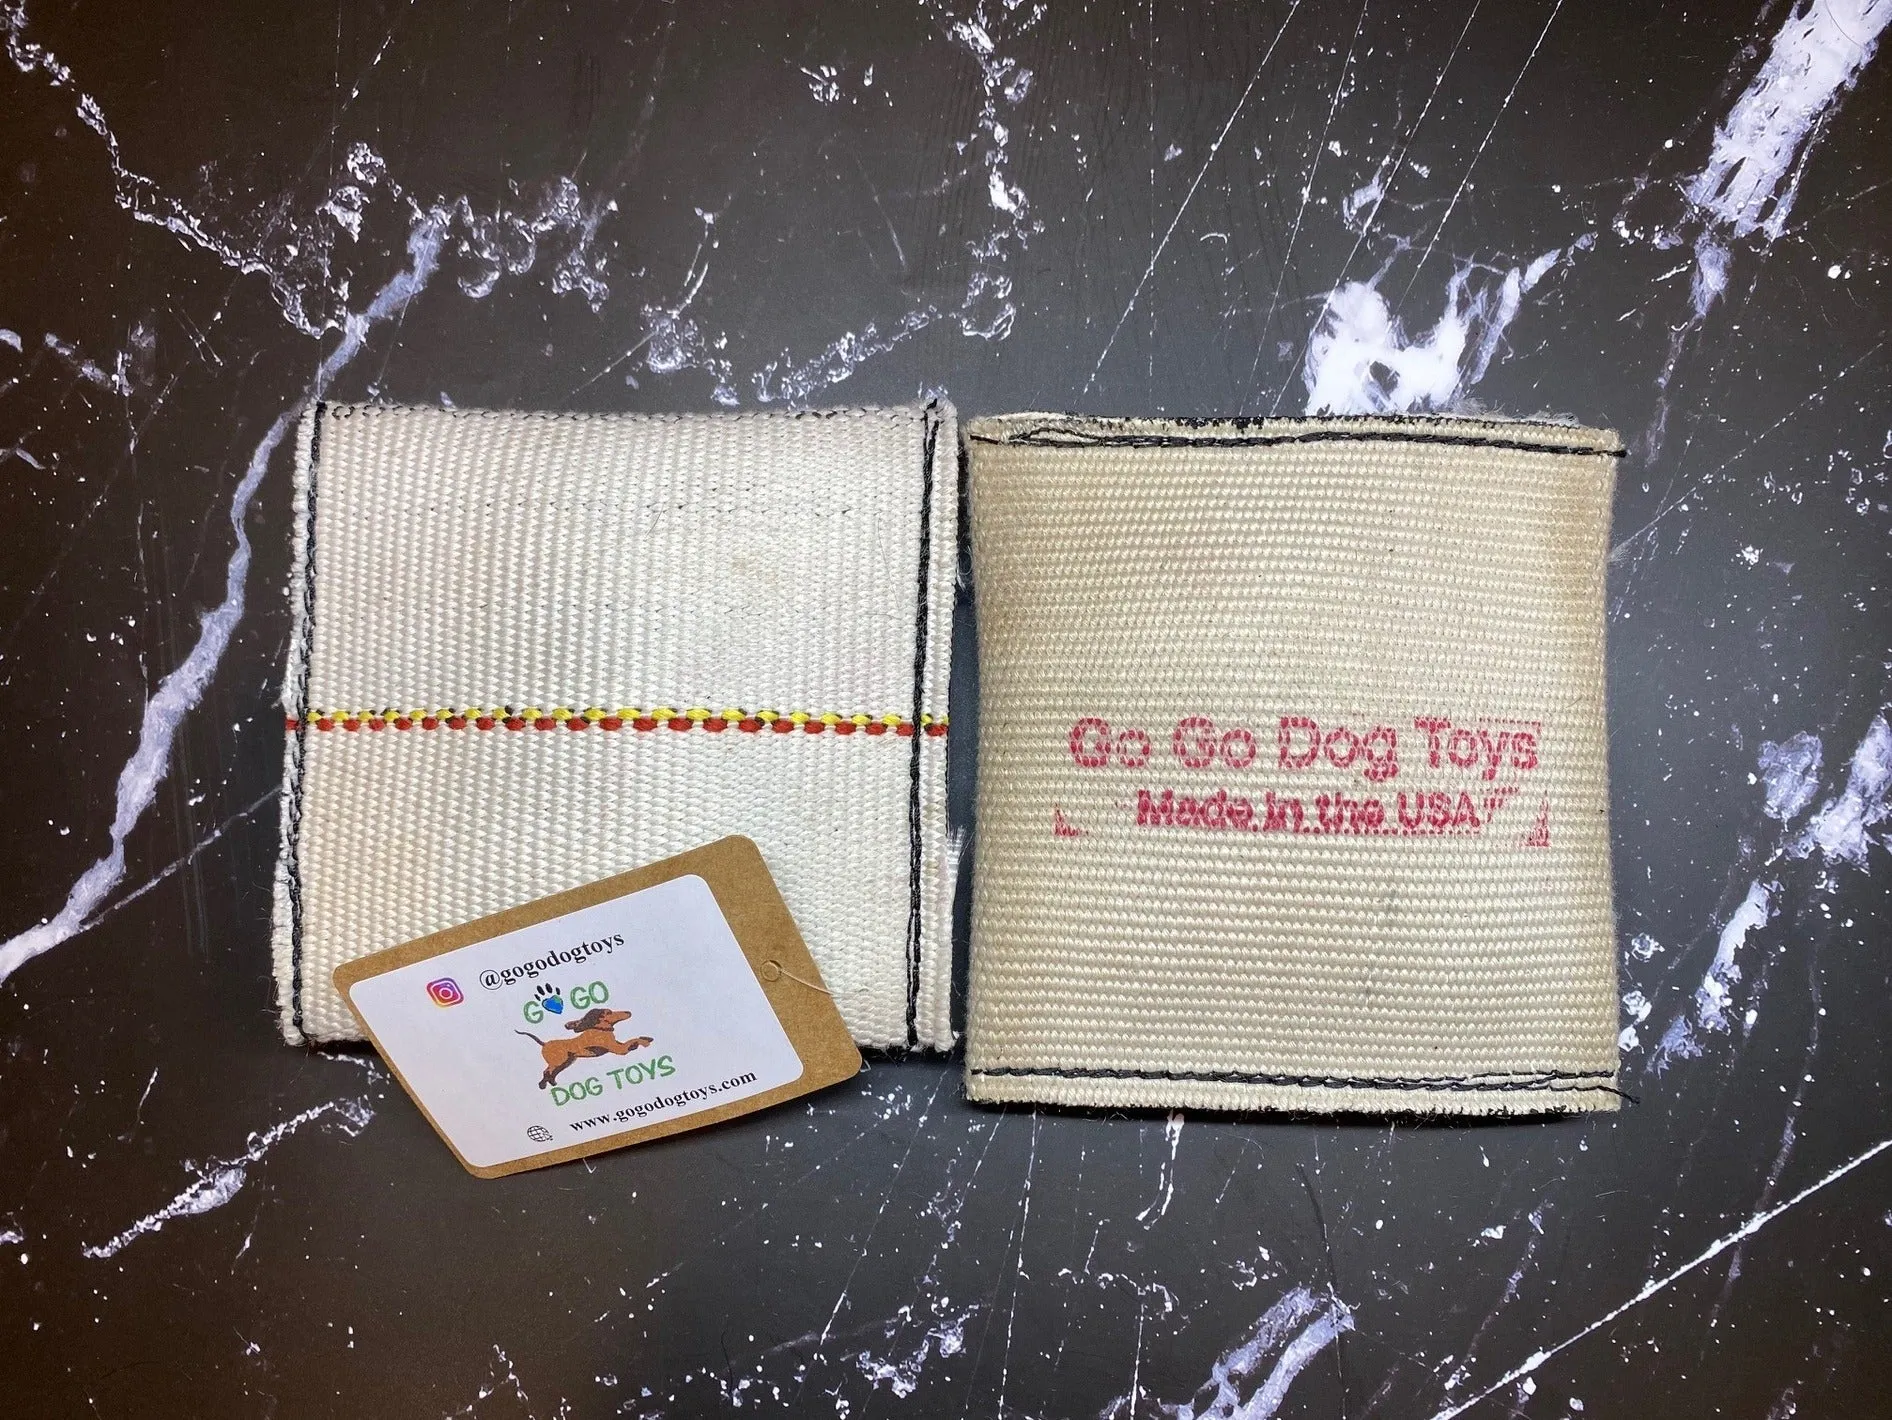 @gogodogtoys
GO GO
DOG TOYS
www.gogodogtoys.com
Go Go Dog Toys
Made in the USA